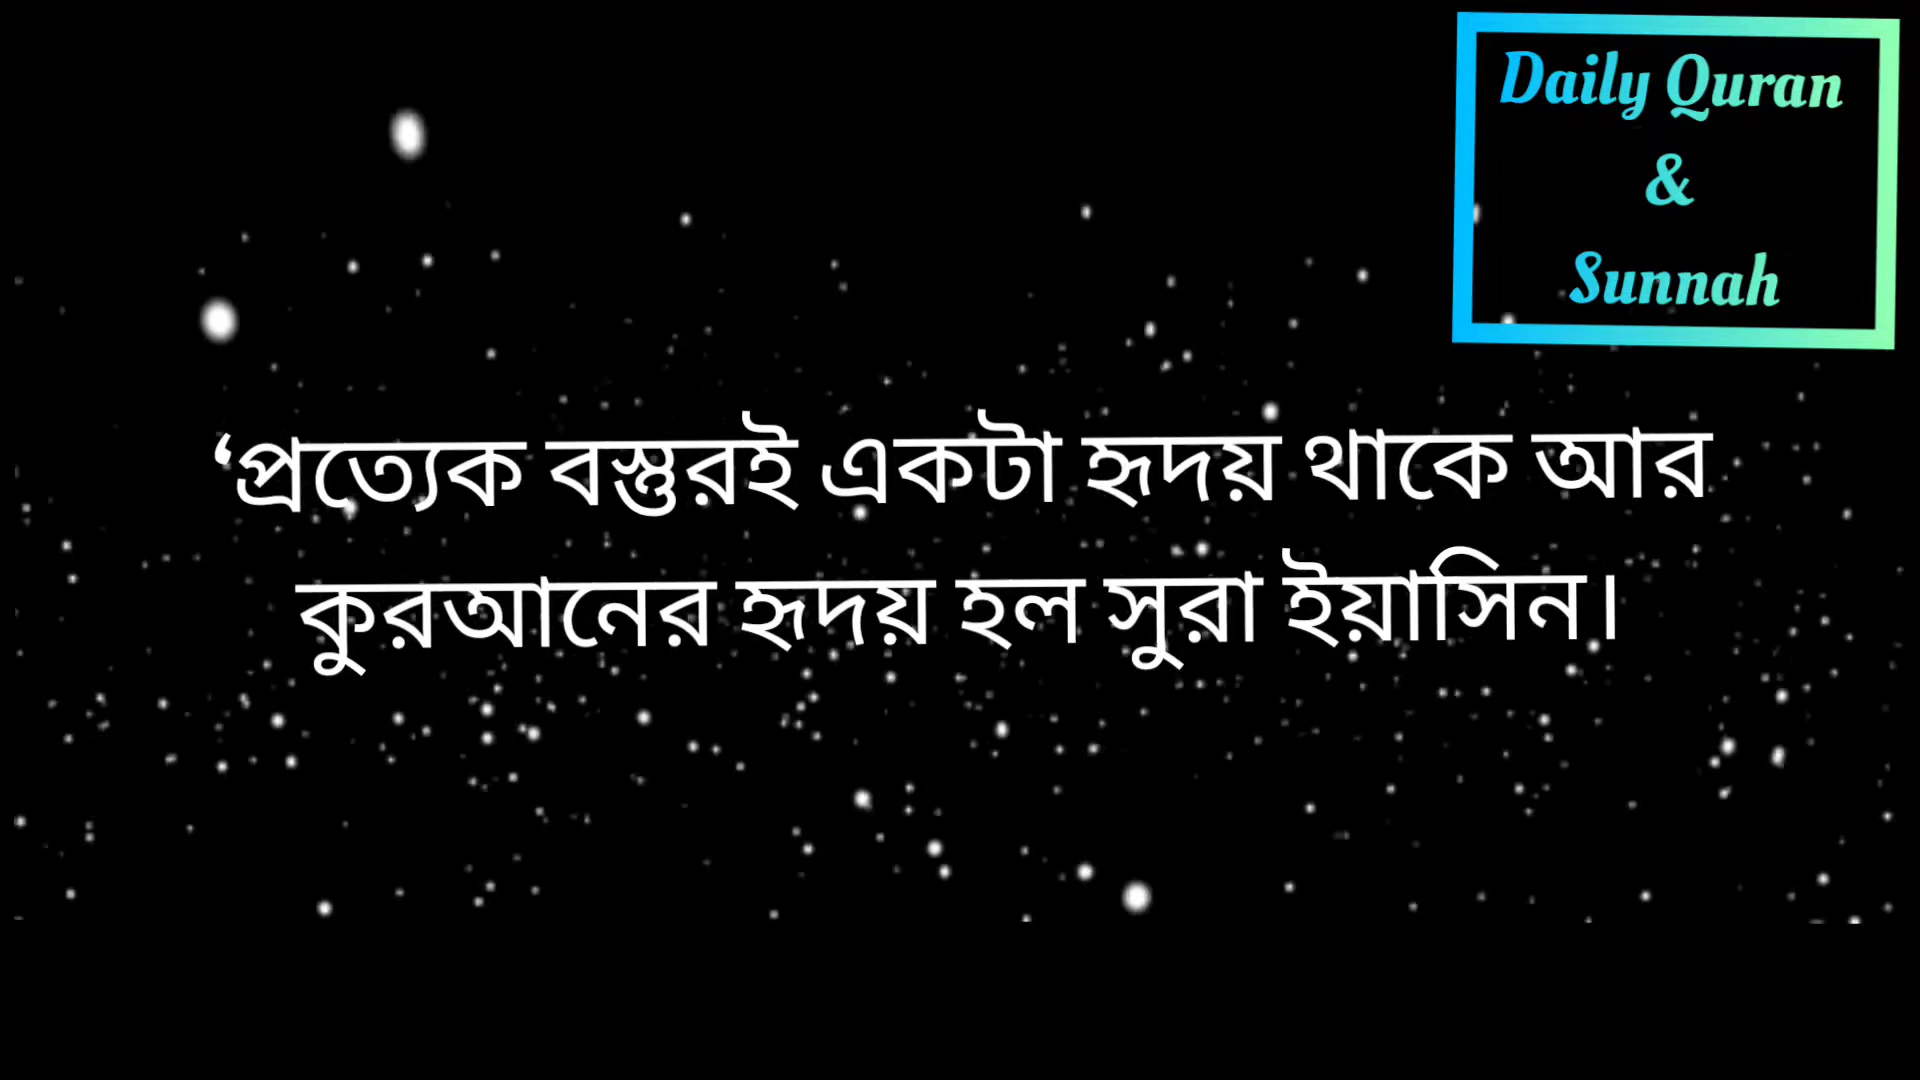 Daily Quran
&
Sunnah
‘প্রত্যেক বস্তুরই একটা হৃদয় থাকে আর
কুরআনের হৃদয় হল সুরা ইয়াসিন।